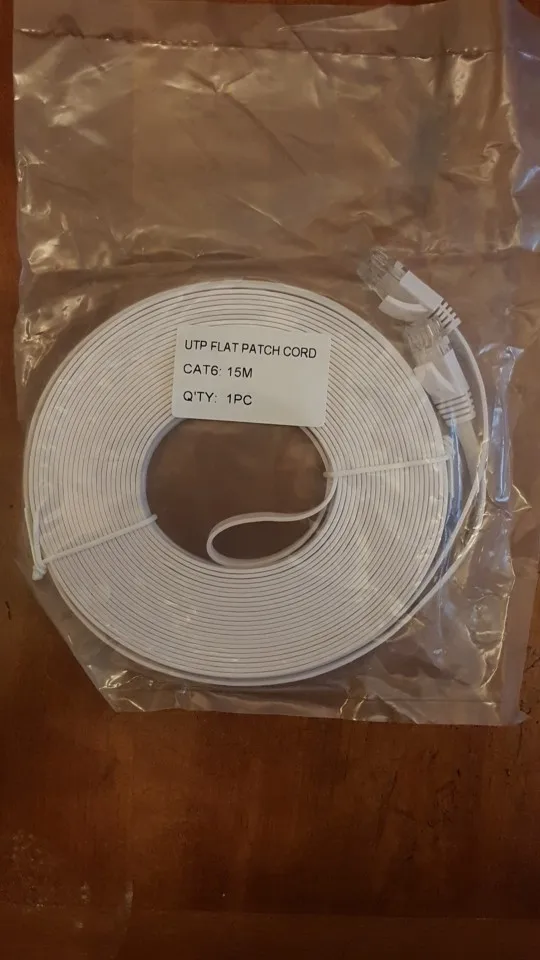 UTP FLAT PATCH CORD
CAT6: 15M
Q'TY: 1PC